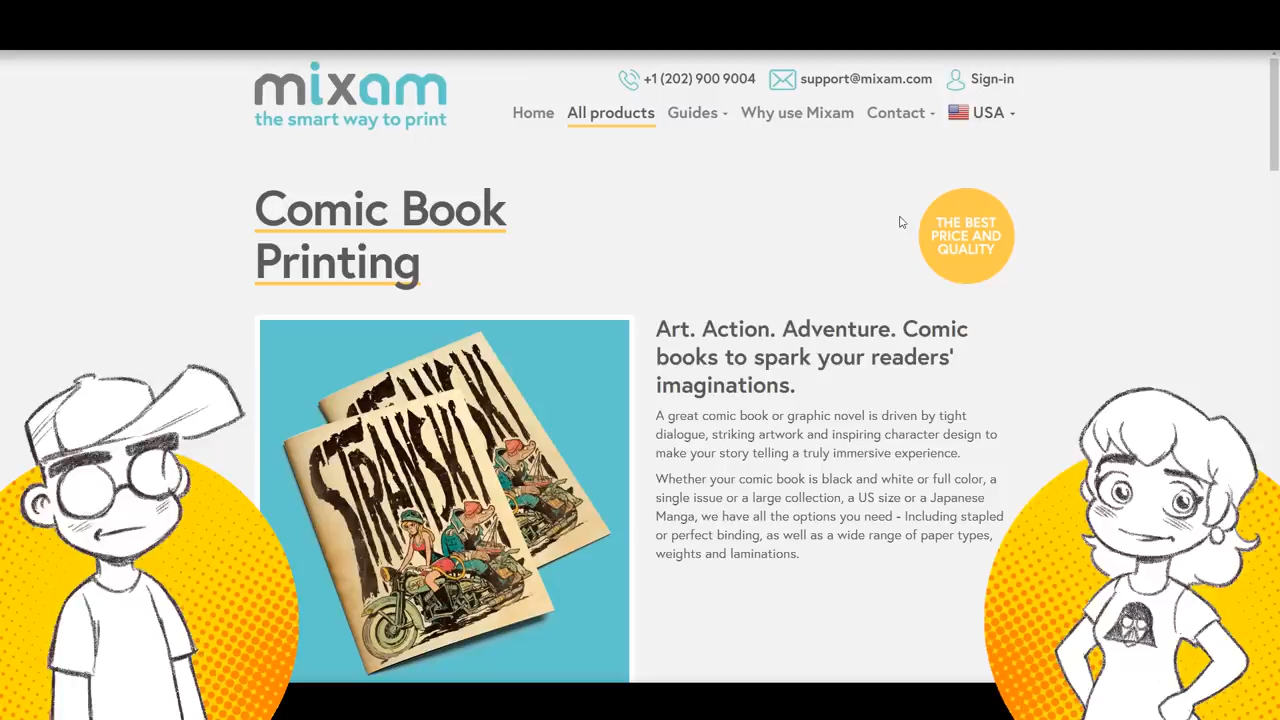 mixam
the smart way to print
+1 (202) 900 9004
support@mixam.com
Sign-in
Home
All products
Guides
Why use Mixam
Contact
USA
Comic Book
Printing
THE BEST
PRICE AND
QUALITY
STRANSKI
Art. Action. Adventure. Comic
books to spark your readers'
imaginations.
A great comic book or graphic novel is driven by tight
dialogue, striking artwork and inspiring character design to
make your story telling a truly immersive experience.
Whether your comic book is black and white or full color, a
single issue or a large collection, a US size or a Japanese
Manga, we have all the options you need - Including stapled
or perfect binding, as well as a wide range of paper types,
weights and laminations.